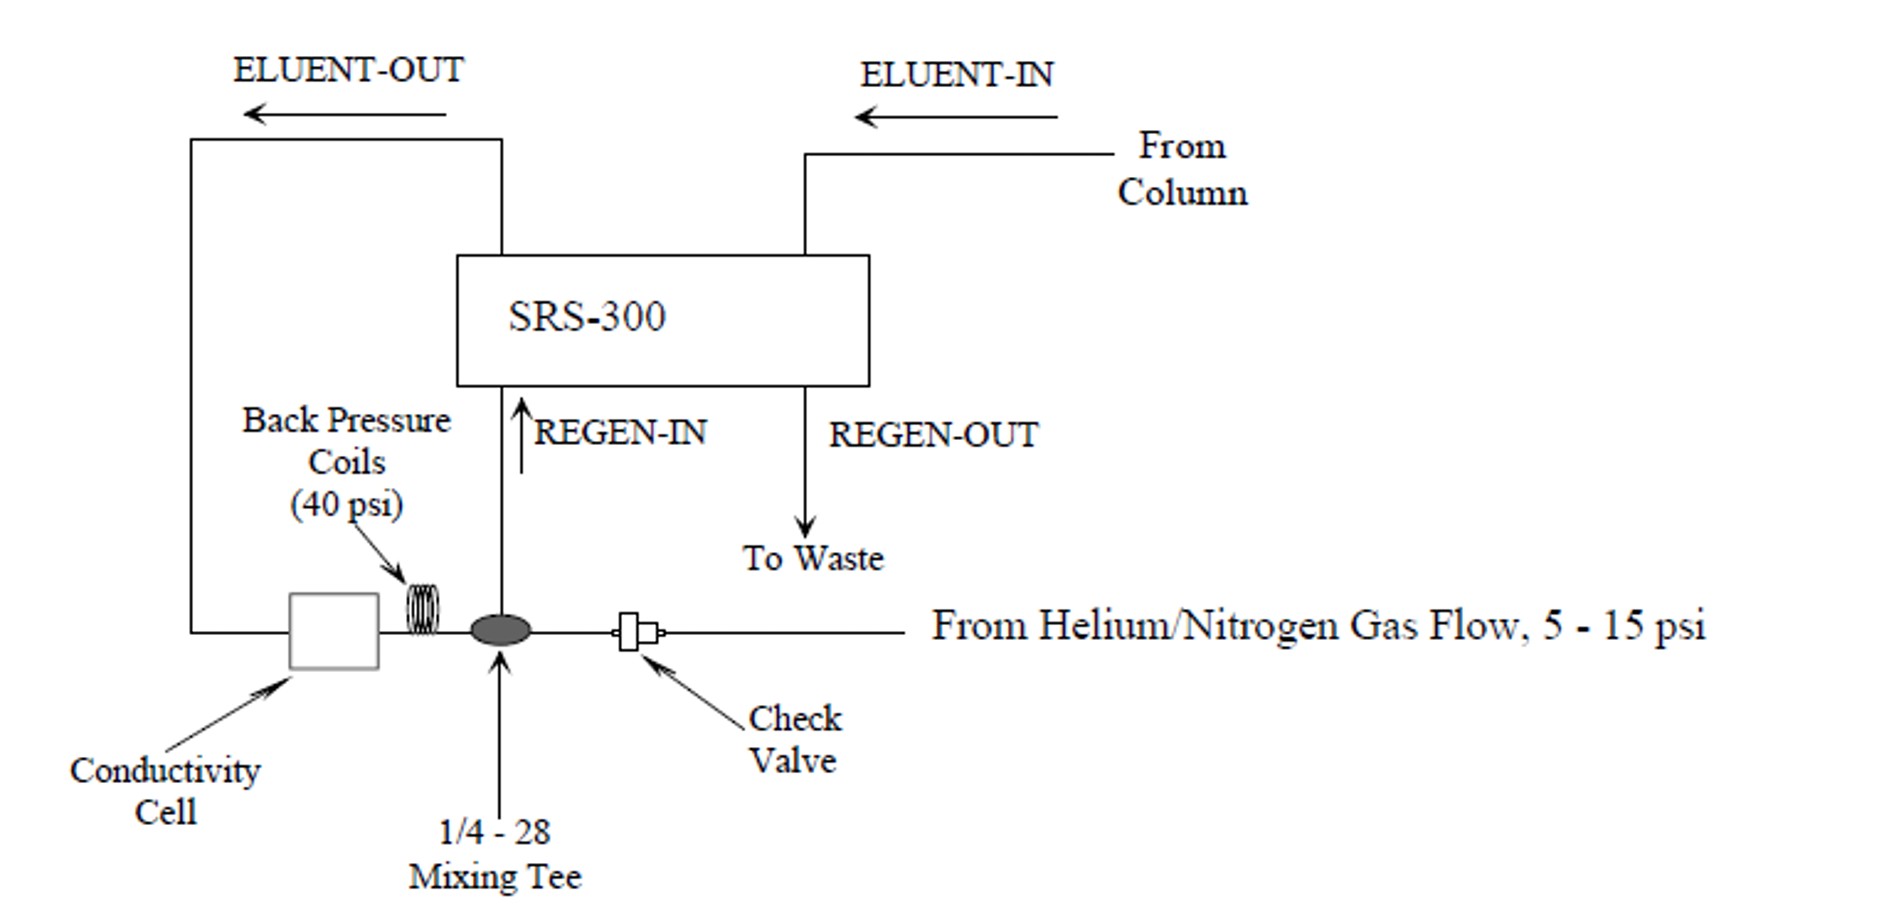 ELUENT-OUT
ELUENT-IN
From
Column
SRS-300
Back Pressure
Coils
(40 psi)
REGEN-IN
REGEN-OUT
To Waste
From Helium/Nitrogen Gas Flow, 5 - 15 psi
Check
Valve
Conductivity
Cell
1/4 - 28
Mixing Tee